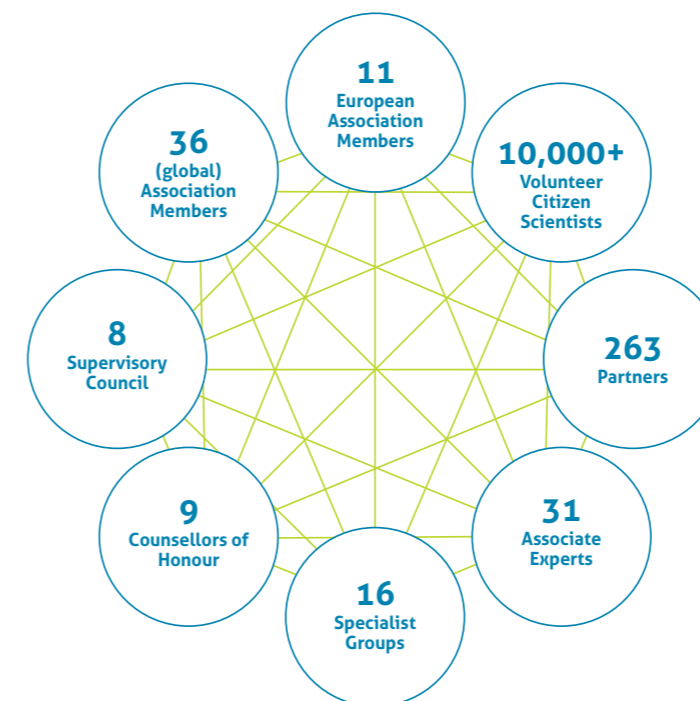 11
European
Association
Members
10,000+
Volunteer
Citizen
Scientists
263
Partners
31
Associate
Experts
16
Specialist
Groups
9
Counsellors of
Honour
8
Supervisory
Council
36
(global)
Association
Members